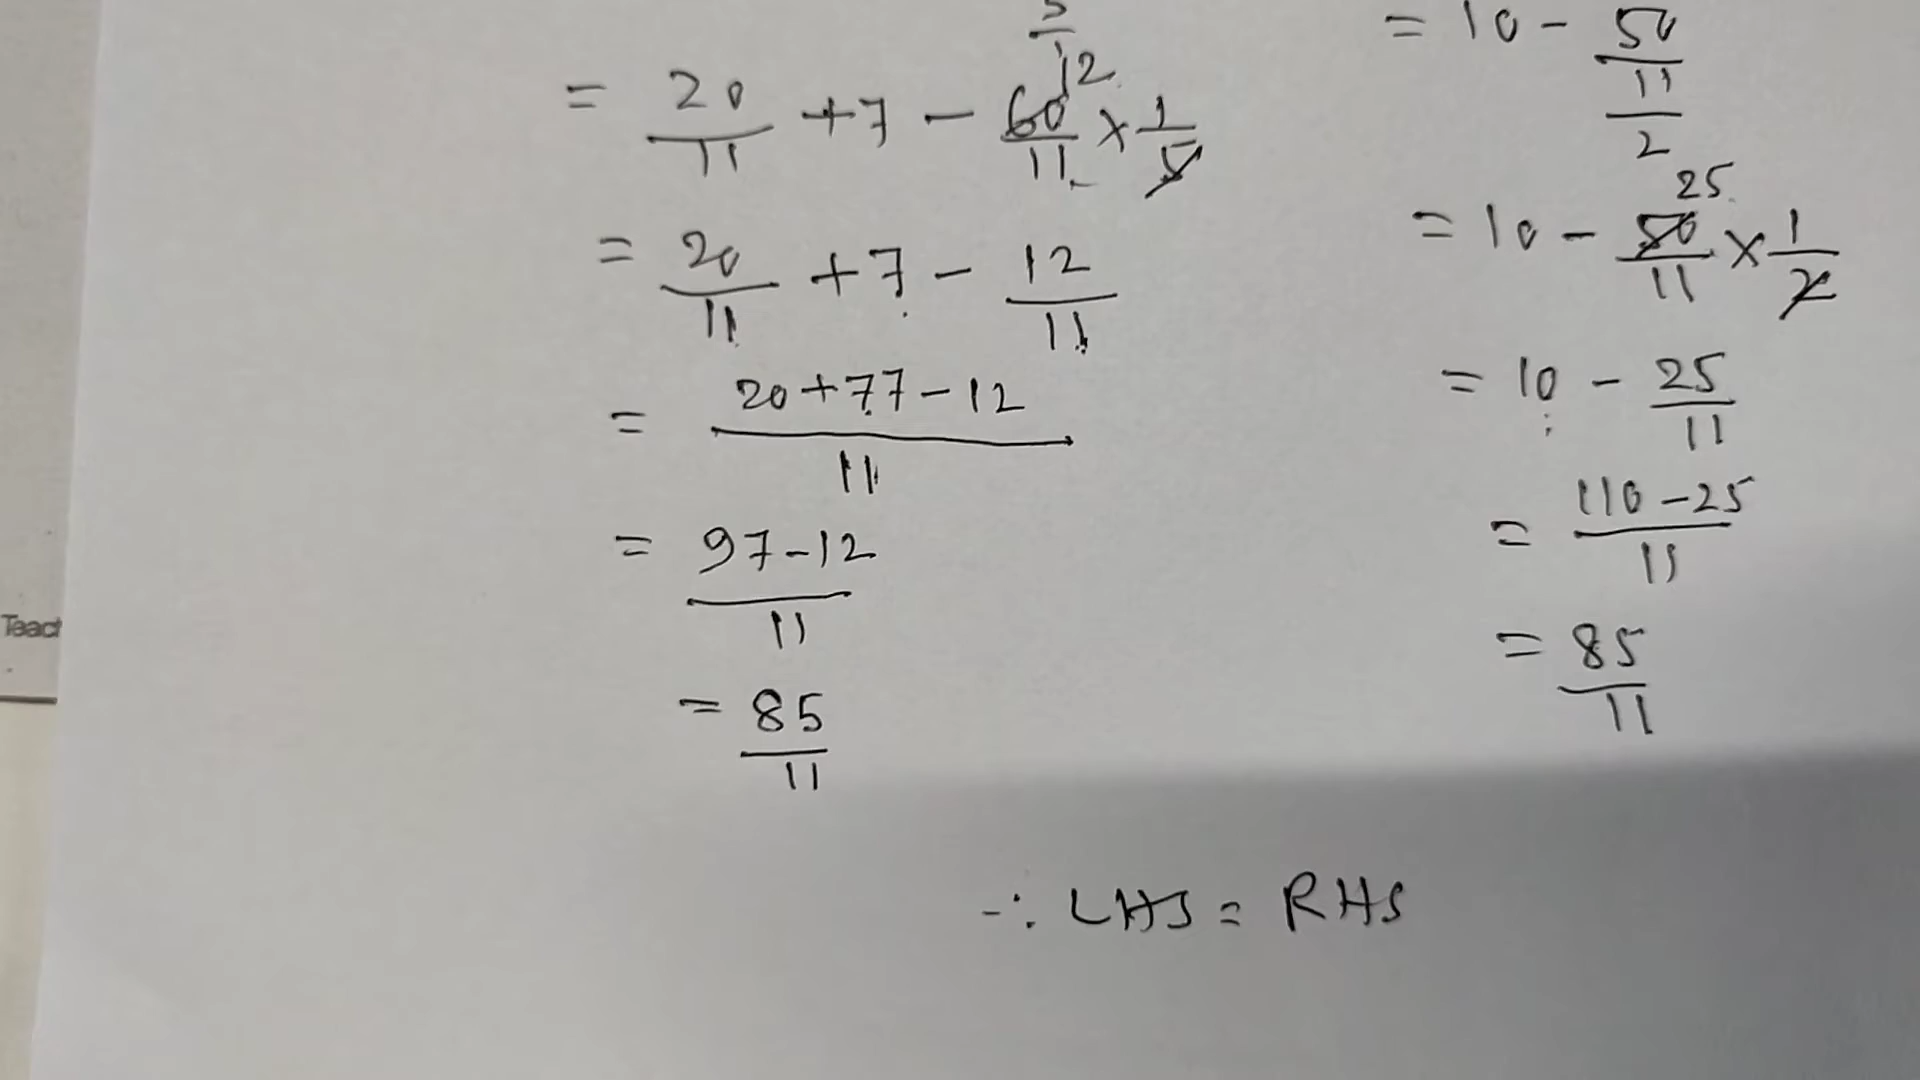 = 20/11 + 7 - 60/11 × 1/5 12
= 20/11 + 7 - 12/11
= (20+77-12)/11
= (97-12)/11
= 85/11
= 10 - 50/11/2
= 10 - 50/11 × 1/2 25
= 10 - 25/11
= (110-25)/11
= 85/11
∴ LHS = RHS